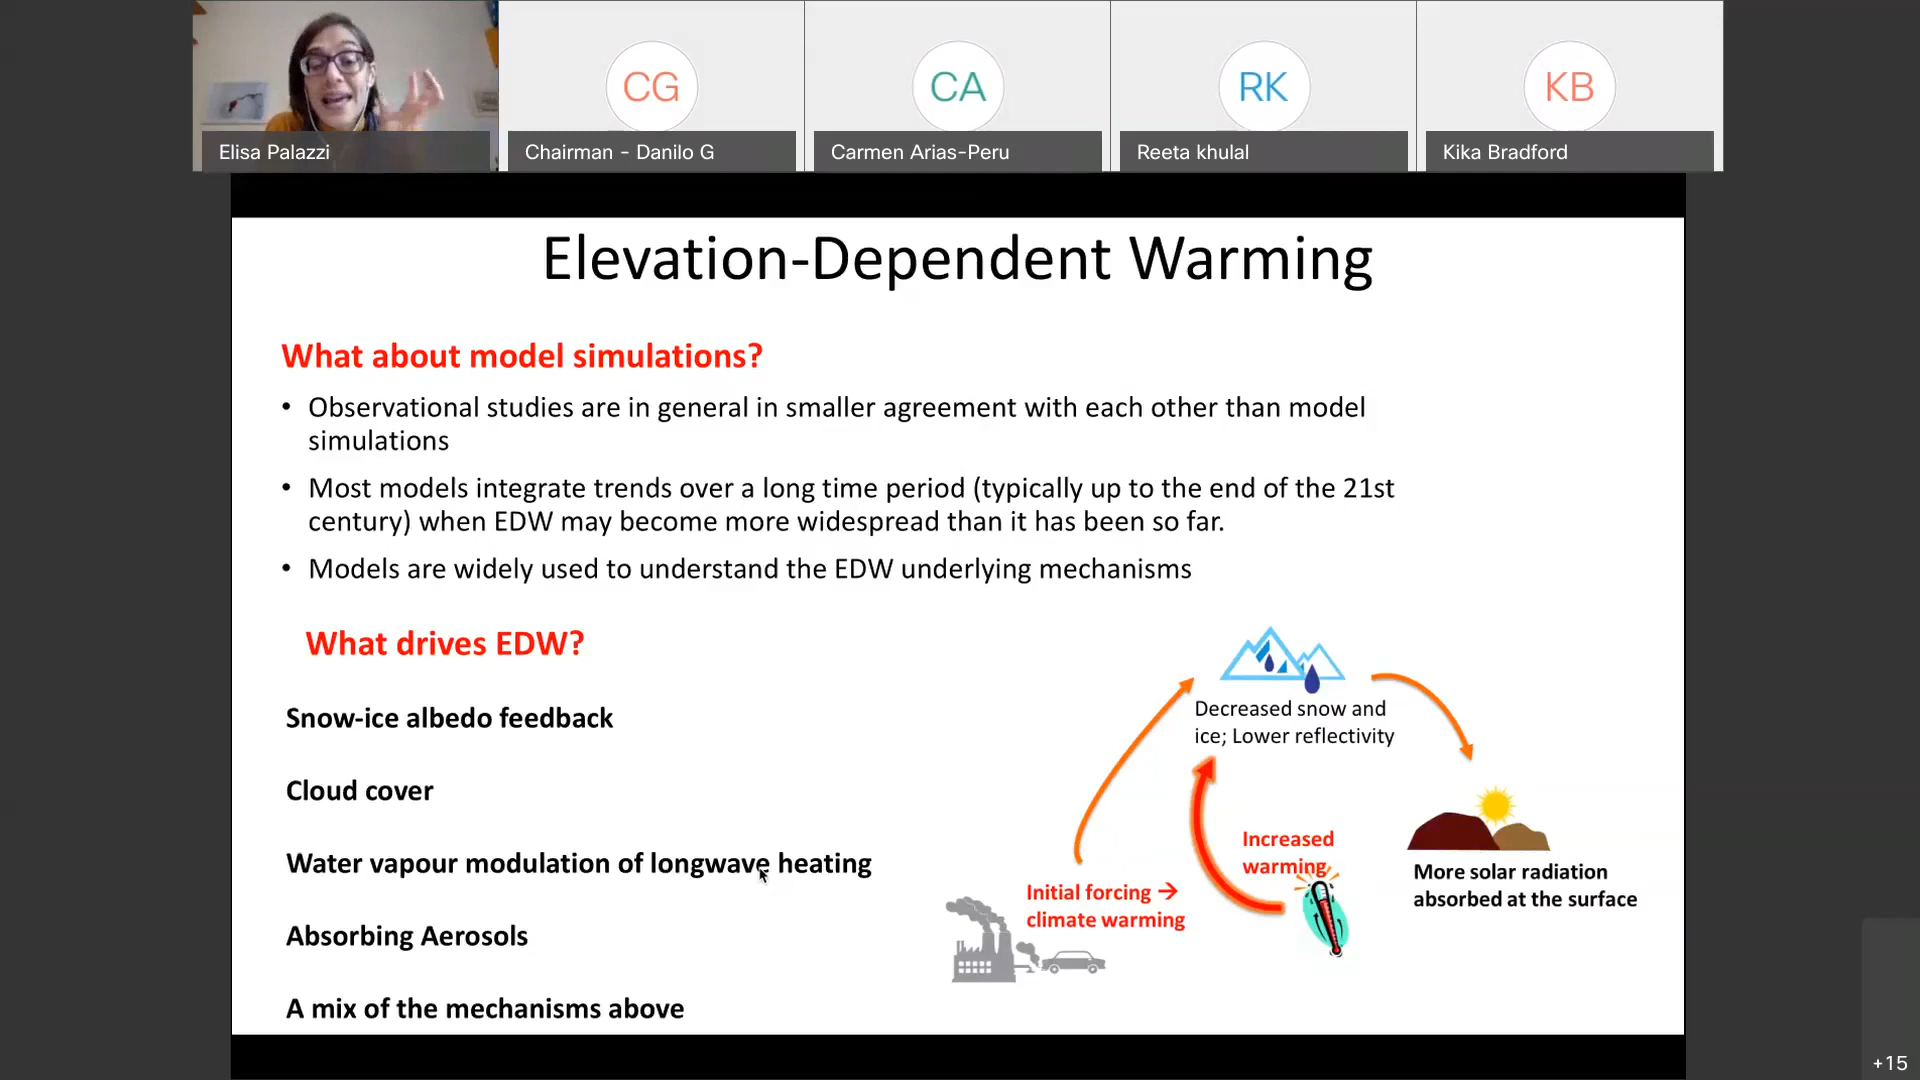 CG
CA
RK
KB
Elisa Palazzi
Chairman - Danilo G
Carmen Arias-Peru
Reeta khulal
Kika Bradford
Elevation-Dependent Warming
What about model simulations?
• Observational studies are in general in smaller agreement with each other than model
simulations
• Most models integrate trends over a long time period (typically up to the end of the 21st
century) when EDW may become more widespread than it has been so far.
• Models are widely used to understand the EDW underlying mechanisms
What drives EDW?
Snow-ice albedo feedback
Cloud cover
Water vapour modulation of longwave heating
Absorbing Aerosols
A mix of the mechanisms above
Decreased snow and
ice; Lower reflectivity
Increased
warming
More solar radiation
absorbed at the surface
Initial forcing →
climate warming
+15